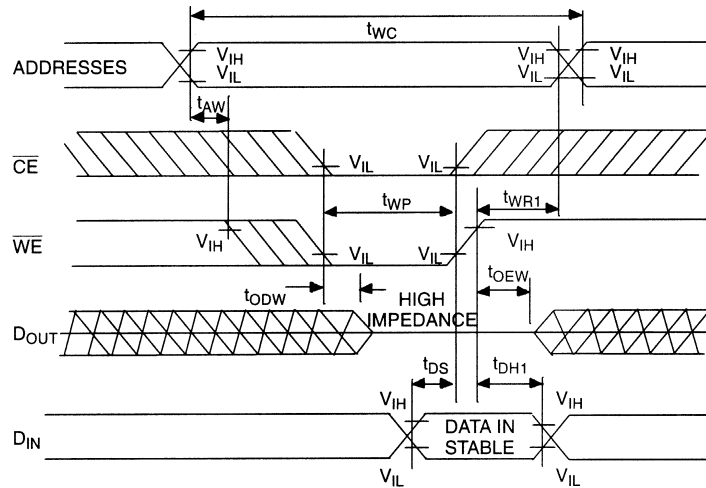 tWC
ADDRESSES
VIH
VIL
VIH
VIL
VIH
VIL
tAW
CE
VIL
VIL
tWP
tWR1
WE
VIH
VIL
VIL
VIH
tODW
HIGH
IMPEDANCE
tOEW
DOUT
tDS
tDH1
VIH
VIH
DIN
DATA IN
STABLE
VIL
VIL